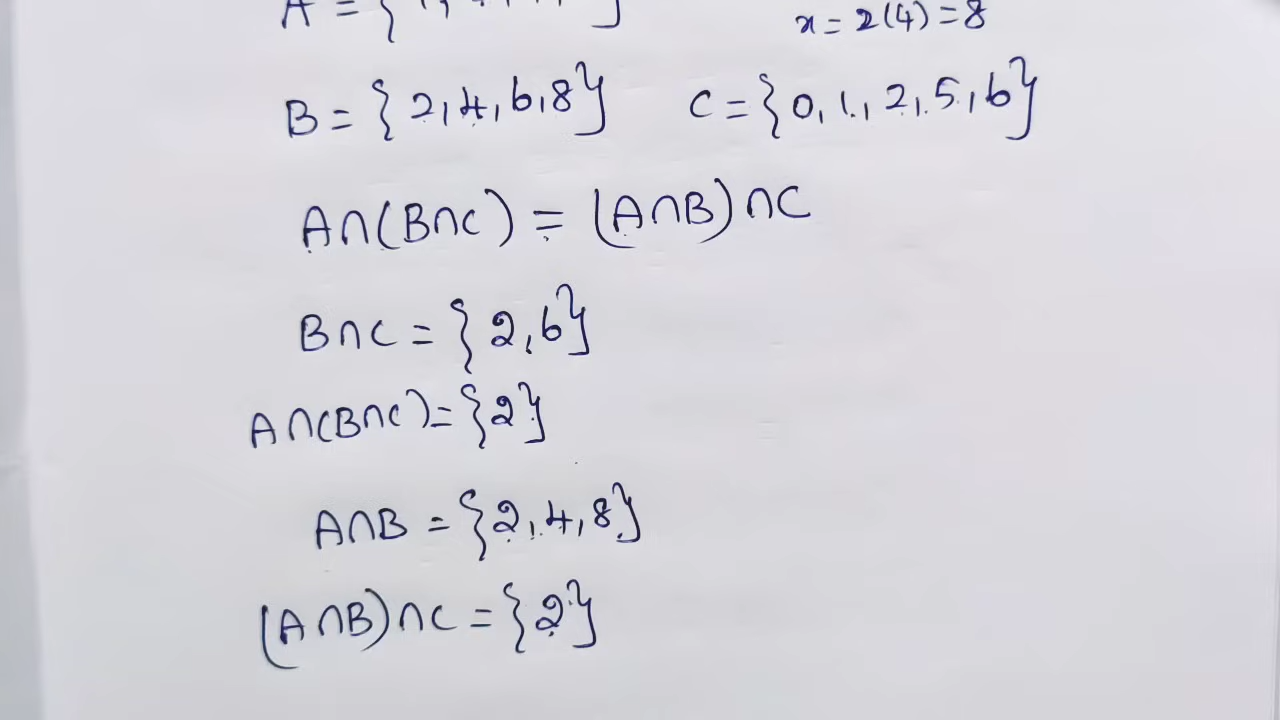 A = {
x = 2(4) = 8
B = {2, 4, 6, 8} C = {0, 1, 2, 5, 6}
A∩(B∩C) = (A∩B)∩C
B∩C = {2, 6}
A∩(B∩C) = {2}
A∩B = {2, 4, 8}
(A∩B)∩C = {2}